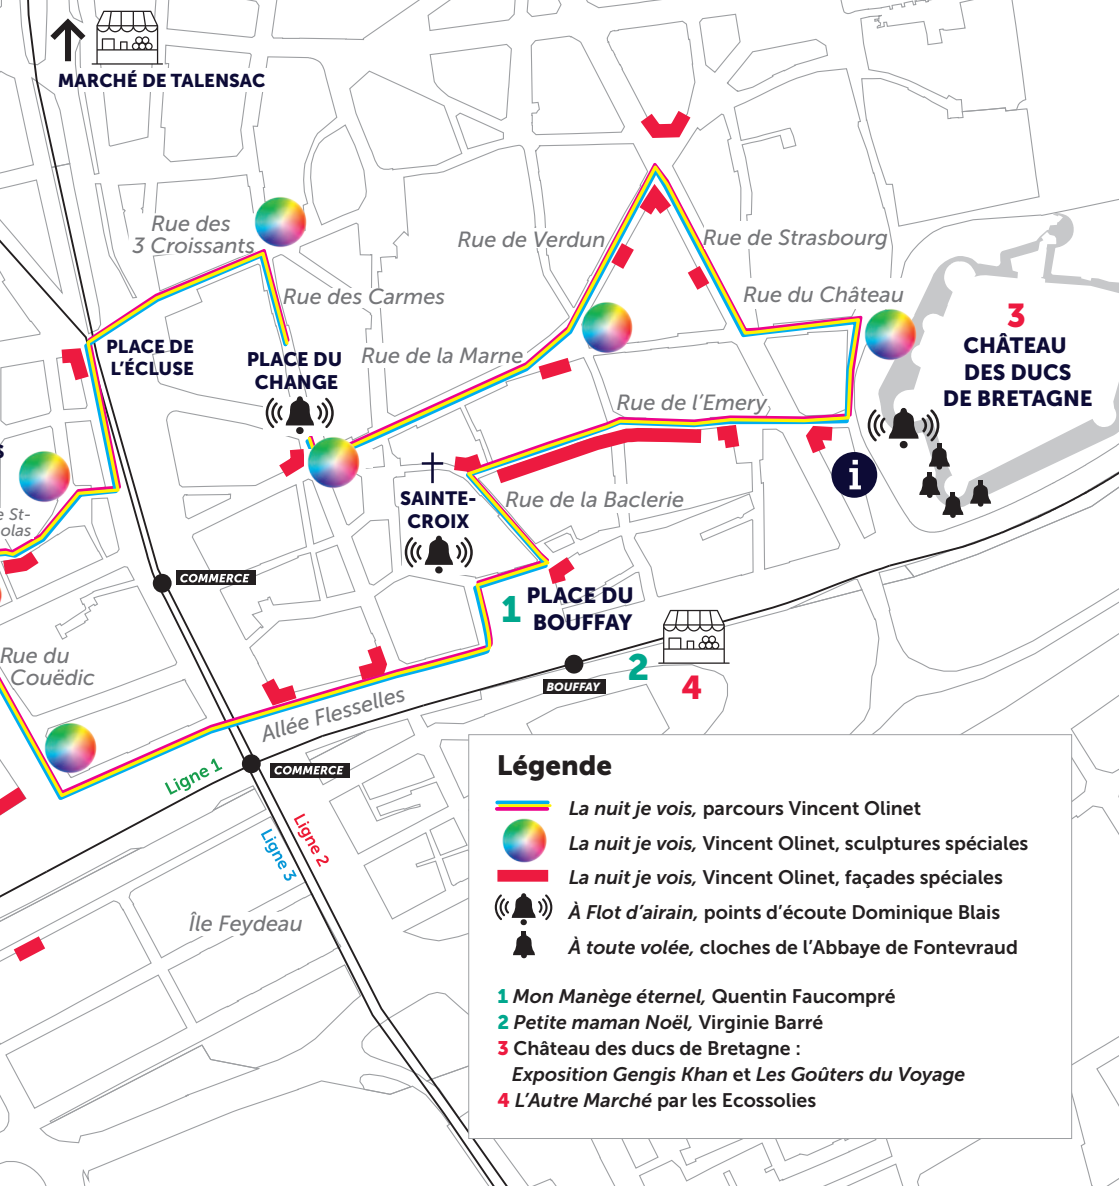 MARCHÉ DE TALENSAC
Rue des
3 Croissants
Rue des Carmes
Rue de Verdun
Rue de Strasbourg
Rue du Château
3
CHÂTEAU
DES DUCS
DE BRETAGNE
PLACE DE
L'ÉCLUSE
PLACE DU
CHANGE
Rue de la Marne
Rue de l'Emery
i
SAINTE-
CROIX
Rue de la Baclerie
s
e St-
olas
COMMERCE
1
PLACE DU
BOUFFAY
Rue du
Couëdic
2
4
BOUFFAY
Allée Flesselles
Ligne 1
COMMERCE
Ligne 2
Ligne 3
Île Feydeau
Légende
La nuit je vois, parcours Vincent Olinet
La nuit je vois, Vincent Olinet, sculptures spéciales
La nuit je vois, Vincent Olinet, façades spéciales
À Flot d'airain, points d'écoute Dominique Blais
À toute volée, cloches de l'Abbaye de Fontevraud
1 Mon Manège éternel, Quentin Faucompré
2 Petite maman Noël, Virginie Barré
3 Château des ducs de Bretagne :
Exposition Gengis Khan et Les Goûters du Voyage
4 L'Autre Marché par les Ecossolies